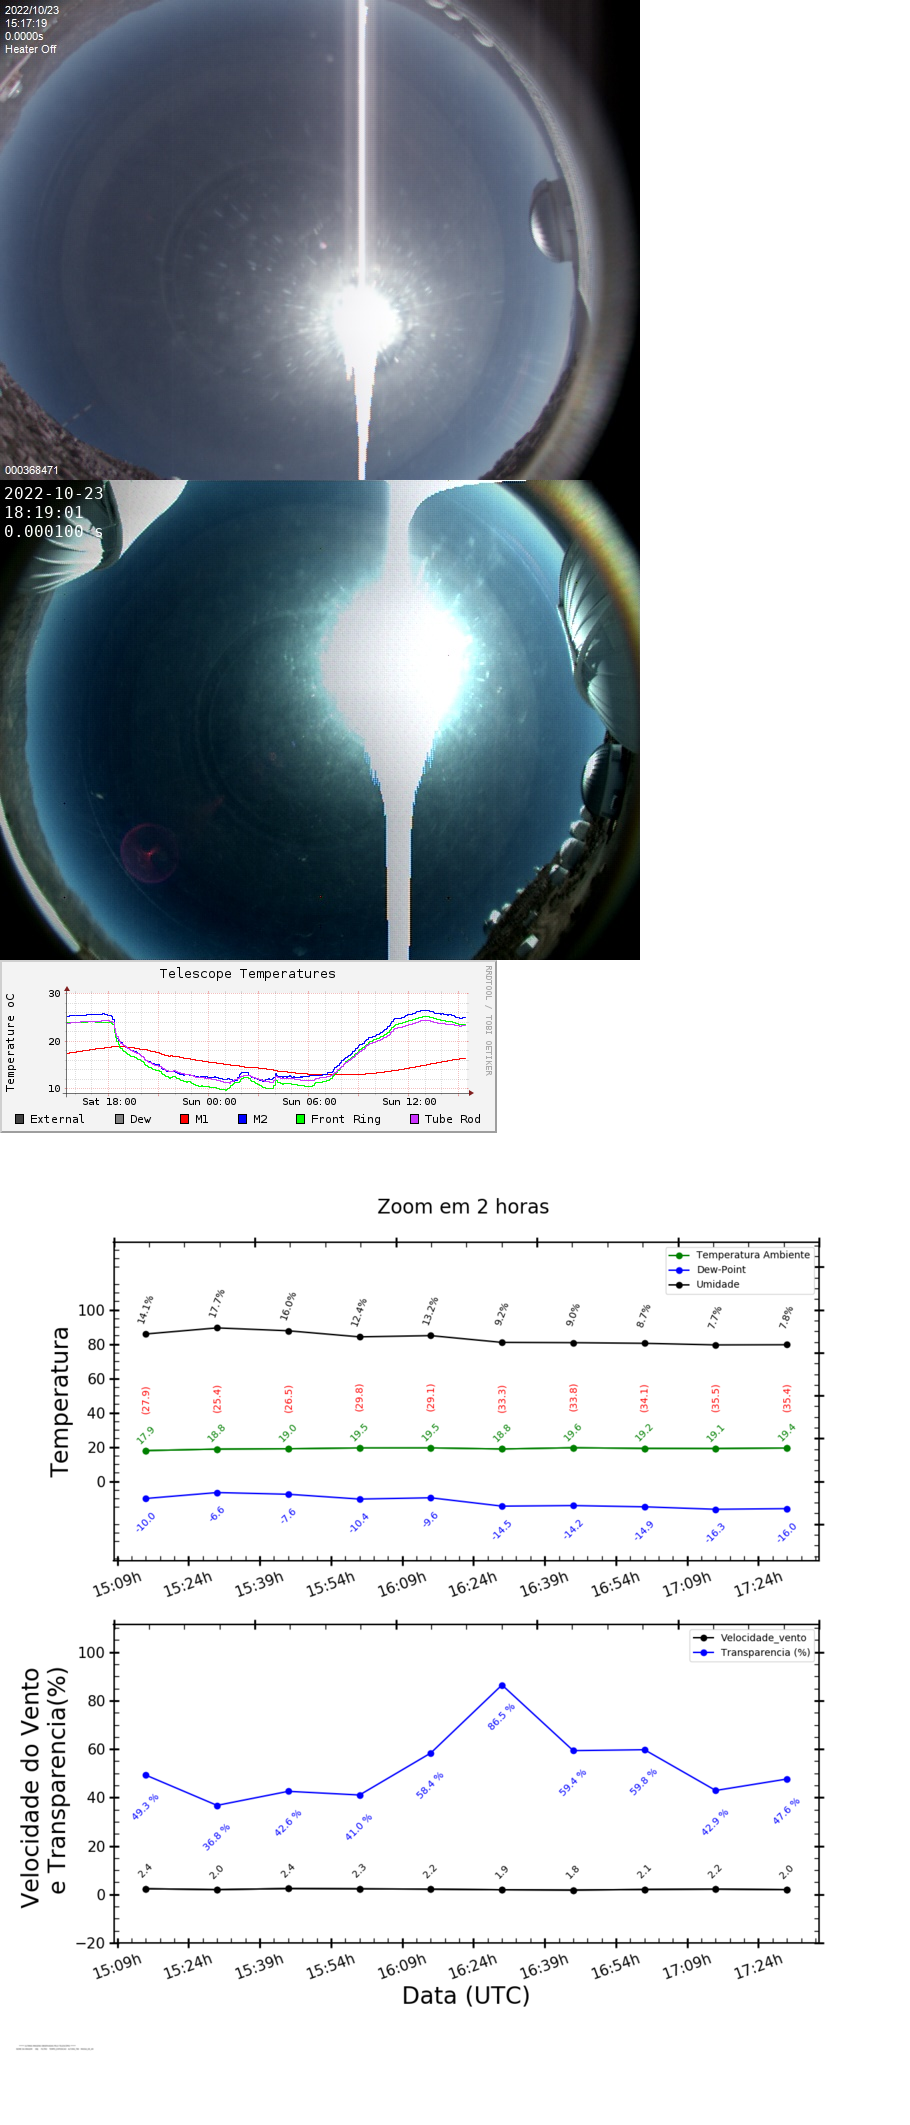 2022/10/23
15:17:19
0.0000s
Heater Off
000368471
2022-10-23
18:19:01
0.000100 s
Telescope Temperatures
RRDTOOL / TOBI OETIKER
Temperature oC
30
20
10
Sat 18:00 Sun 00:00 Sun 06:00 Sun 12:00
External Dew M1 M2 Front Ring Tube Rod
Zoom em 2 horas
Temperatura Ambiente
Dew-Point
Umidade
Temperatura
100
80
60
40
20
0
14.1% 17.7% 16.0% 12.4% 13.2% 9.2% 9.0% 8.7% 7.7% 7.8%
(27.9) (25.4) (26.5) (29.8) (29.1) (33.3) (33.8) (34.1) (35.5) (35.4)
17.9 18.8 19.0 19.5 19.5 18.8 19.6 19.2 19.1 19.4
-10.0 -6.6 -7.6 -10.4 -9.6 -14.5 -14.2 -14.9 -16.3 -16.0
15:09h 15:24h 15:39h 15:54h 16:09h 16:24h 16:39h 16:54h 17:09h 17:24h
Velocidade_vento
Transparencia (%)
Velocidade do Vento
e Transparencia(%)
100
80
60
40
20
0
−20
49.3 % 36.8 % 42.6 % 41.0 % 58.4 % 86.5 % 59.4 % 59.8 % 42.9 % 47.6 %
2.4 2.0 2.4 2.3 2.2 1.9 1.8 2.1 2.2 2.0
15:09h 15:24h 15:39h 15:54h 16:09h 16:24h 16:39h 16:54h 17:09h 17:24h
Data (UTC)